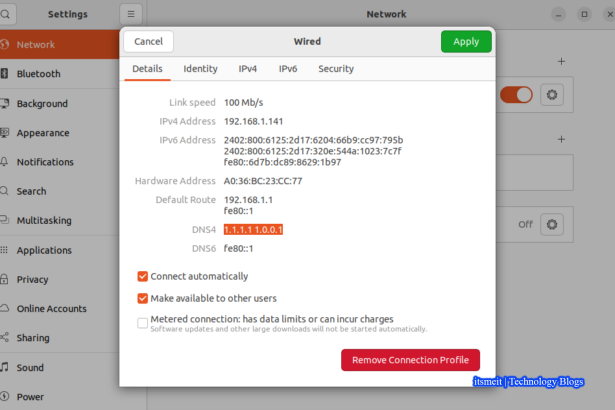 Settings
Network
Network
Bluetooth
Background
Appearance
Notifications
Search
Multitasking
Applications
Privacy
Online Accounts
Sharing
Sound
Power
Off
Cancel
Wired
Apply
Details
Identity
IPv4
IPv6
Security
Link speed 100 Mb/s
IPv4 Address 192.168.1.141
IPv6 Address 2402:800:6125:2d17:6204:66b9:cc97:795b
2402:800:6125:2d17:320e:544a:1023:7c7f
fe80::6d7b:dc89:8629:1b97
Hardware Address A0:36:BC:23:CC:77
Default Route 192.168.1.1
fe80::1
DNS4 1.1.1.1 1.0.0.1
DNS6 fe80::1
Connect automatically
Make available to other users
Metered connection: has data limits or can incur charges
Software updates and other large downloads will not be started automatically.
Remove Connection Profile
itsmeit | Technology Blogs